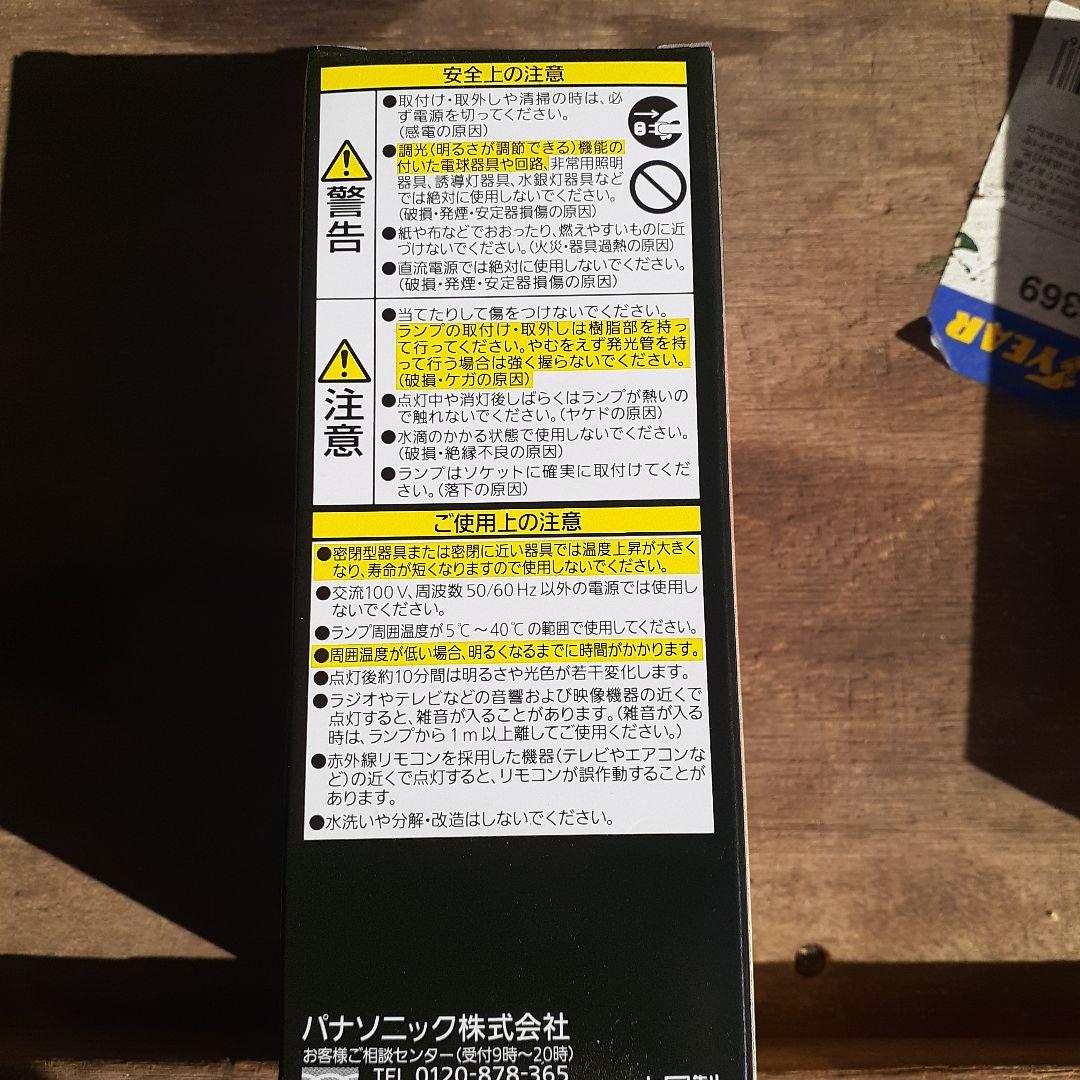 安全上の注意
警告
●取付け・取外しや清掃の時は、必
ず電源を切ってください。
(感電の原因)
●調光(明るさが調節できる)機能の
付いた電球器具や回路、非常用照明
器具、誘導灯器具、水銀灯器具など
では絶対に使用しないでください。
(破損・発煙・安定器損傷の原因)
●紙や布などでおおったり、燃えやすいものに近
づけないでください。(火災・器具過熱の原因)
●直流電源では絶対に使用しないでください。
(破損・発煙・安定器損傷の原因)
注意
●当てたりして傷をつけないでください。
ランプの取付け・取外しは樹脂部を持っ
て行ってください。やむをえず発光管を持
って行う場合は強く握らないでください。
(破損・ケガの原因)
●点灯中や消灯後しばらくはランプが熱いの
で触れないでください。(ヤケドの原因)
●水滴のかかる状態で使用しないでください。
(破損・絶縁不良の原因)
●ランプはソケットに確実に取付けてくだ
さい。(落下の原因)
ご使用上の注意
●密閉型器具または密閉に近い器具では温度上昇が大きく
なり、寿命が短くなりますので使用しないでください。
●交流100V、周波数50/60Hz以外の電源では使用し
ないでください。
●ランプ周囲温度が5℃～40℃の範囲で使用してください。
●周囲温度が低い場合、明るくなるまでに時間がかかります。
●点灯後約10分間は明るさや光色が若干変化します。
●ラジオやテレビなどの音響および映像機器の近くで
点灯すると、雑音が入ることがあります。(雑音が入る
時は、ランプから1m以上離してご使用ください。)
●赤外線リモコンを採用した機器(テレビやエアコンな
ど)の近くで点灯すると、リモコンが誤作動することが
あります。
●水洗いや分解・改造はしないでください。
パナソニック株式会社
お客様ご相談センター(受付9時～20時)
TEL 0120-878-365
369
YEAR